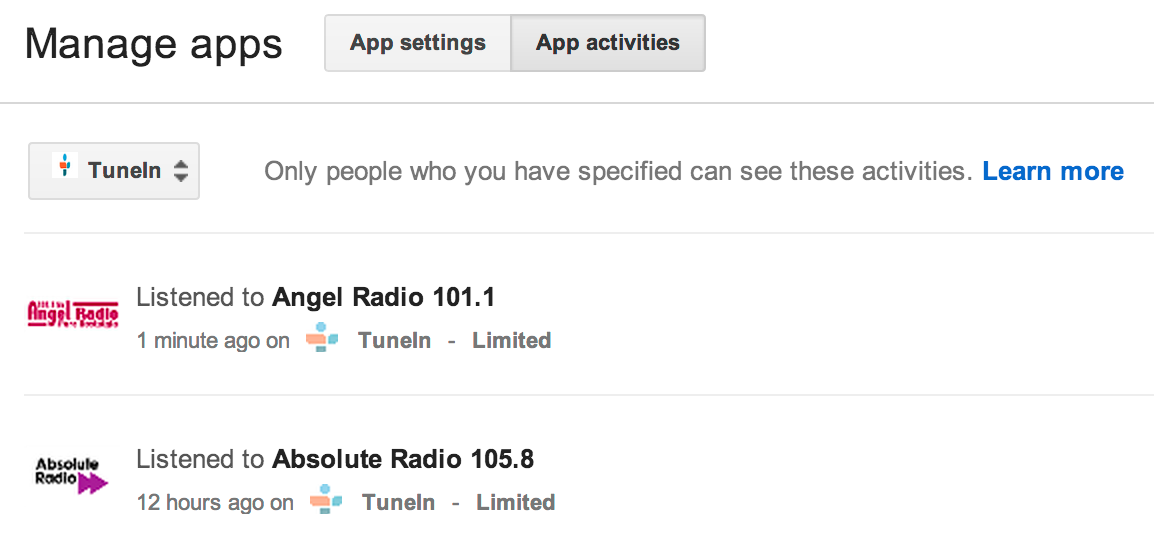 Manage apps App settings App activities
TuneIn Only people who you have specified can see these activities. Learn more
Angel Radio
Listened to Angel Radio 101.1
1 minute ago on TuneIn - Limited
Absolute
Radio
Listened to Absolute Radio 105.8
12 hours ago on TuneIn - Limited